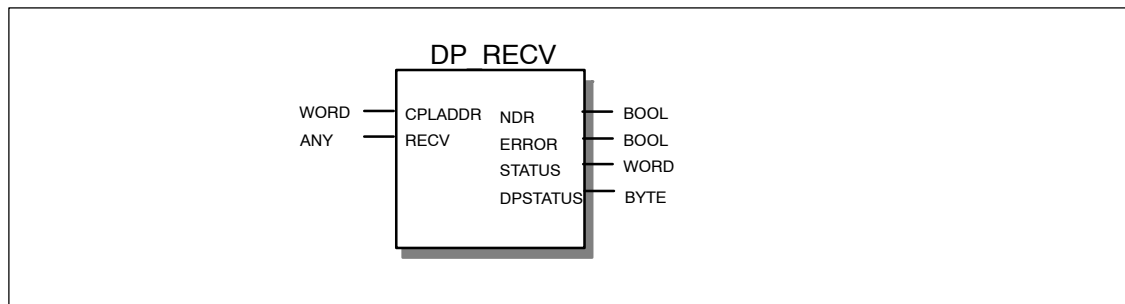 DP_RECV
WORD CPLADDR NDR BOOL
ANY RECV ERROR BOOL
STATUS WORD
DPSTATUS BYTE